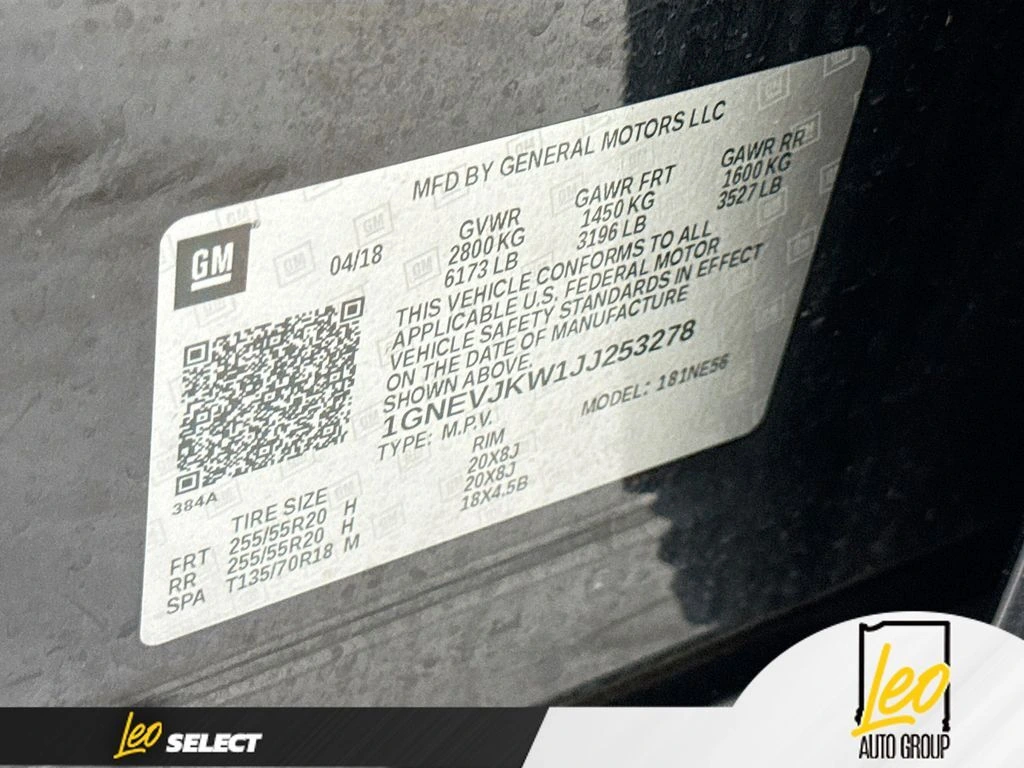 MFD BY GENERAL MOTORS LLC
GM
04/18
GVWR
2800 KG
6173 LB
GAWR FRT
1450 KG
3196 LB
GAWR RR
1600 KG
3527 LB
THIS VEHICLE CONFORMS TO ALL
APPLICABLE U.S. FEDERAL MOTOR
VEHICLE SAFETY STANDARDS IN EFFECT
ON THE DATE OF MANUFACTURE
SHOWN ABOVE.
1GNEVJKW1JJ253278
TYPE: M.P.V. MODEL: 181NE56
384A
TIRE SIZE RIM
FRT 255/55R20 H 20X8J
RR 255/55R20 H 20X8J
SPA T135/70R18 M 18X4.5B
Leo SELECT
Leo
AUTO GROUP